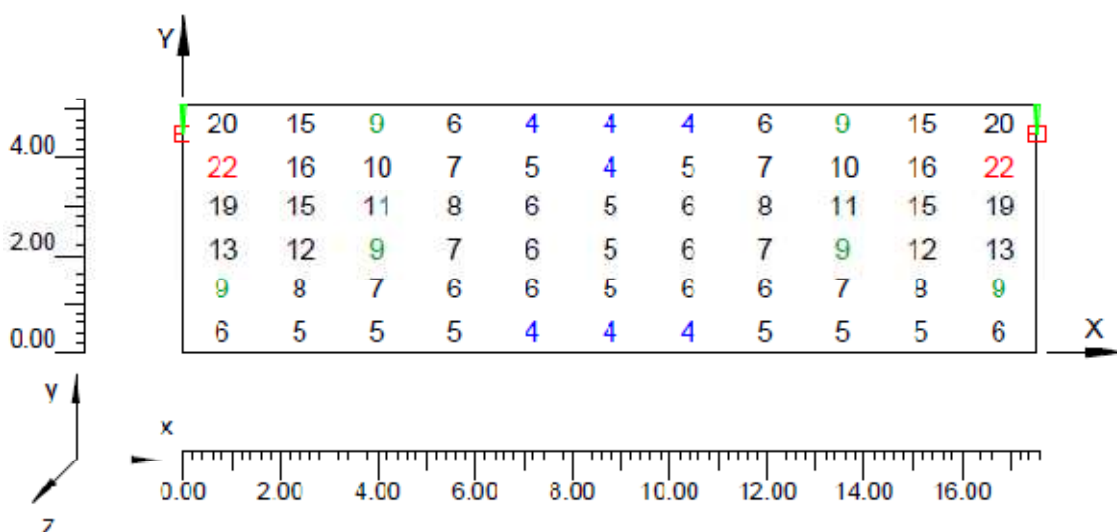 Y
20 15 9 6 4 4 4 6 9 15 20
4.00
22 16 10 7 5 4 5 7 10 16 22
19 15 11 8 6 5 6 8 11 15 19
2.00
13 12 9 7 6 5 6 7 9 12 13
9 8 7 6 6 5 6 6 7 8 9
0.00
6 5 5 5 4 4 4 5 5 5 6
X
y
x
0.00 2.00 4.00 6.00 8.00 10.00 12.00 14.00 16.00
z